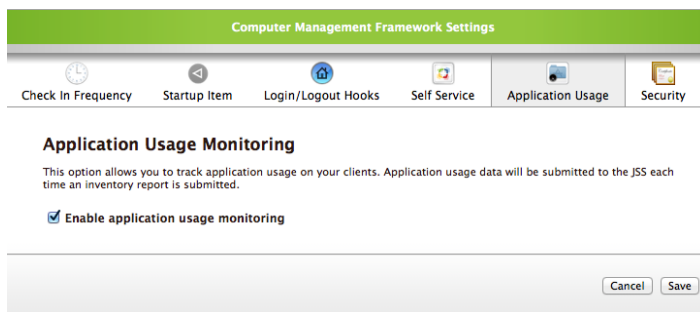 Computer Management Framework Settings
Check In Frequency
Startup Item
Login/Logout Hooks
Self Service
Application Usage
Security
Application Usage Monitoring
This option allows you to track application usage on your clients. Application usage data will be submitted to the JSS each
time an inventory report is submitted.
Enable application usage monitoring
Cancel
Save